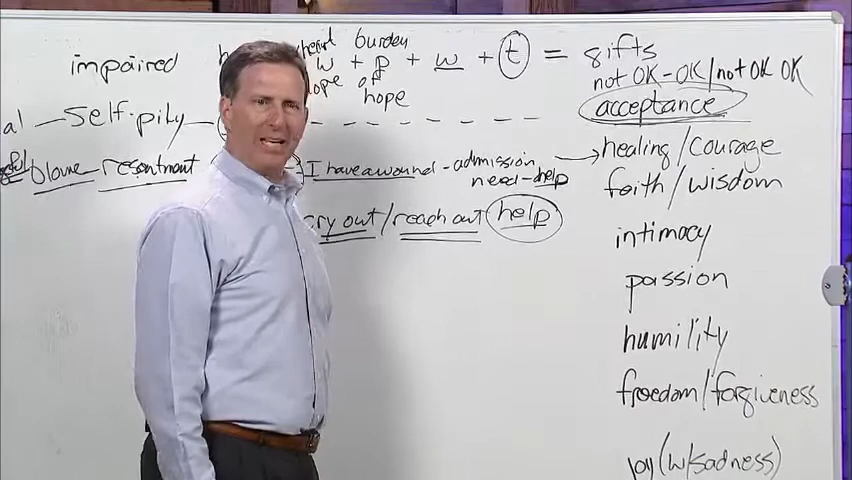 impaired heart burden
w + p + w + t = gifts
of hope
not OK-OK/not OK OK
al - self-pity
acceptance
blame - resentment
I have a wound - admission → healing/courage
need-help
faith/wisdom
cry out/reach out help
intimacy
passion
humility
freedom/forgiveness
joy (w/sadness)